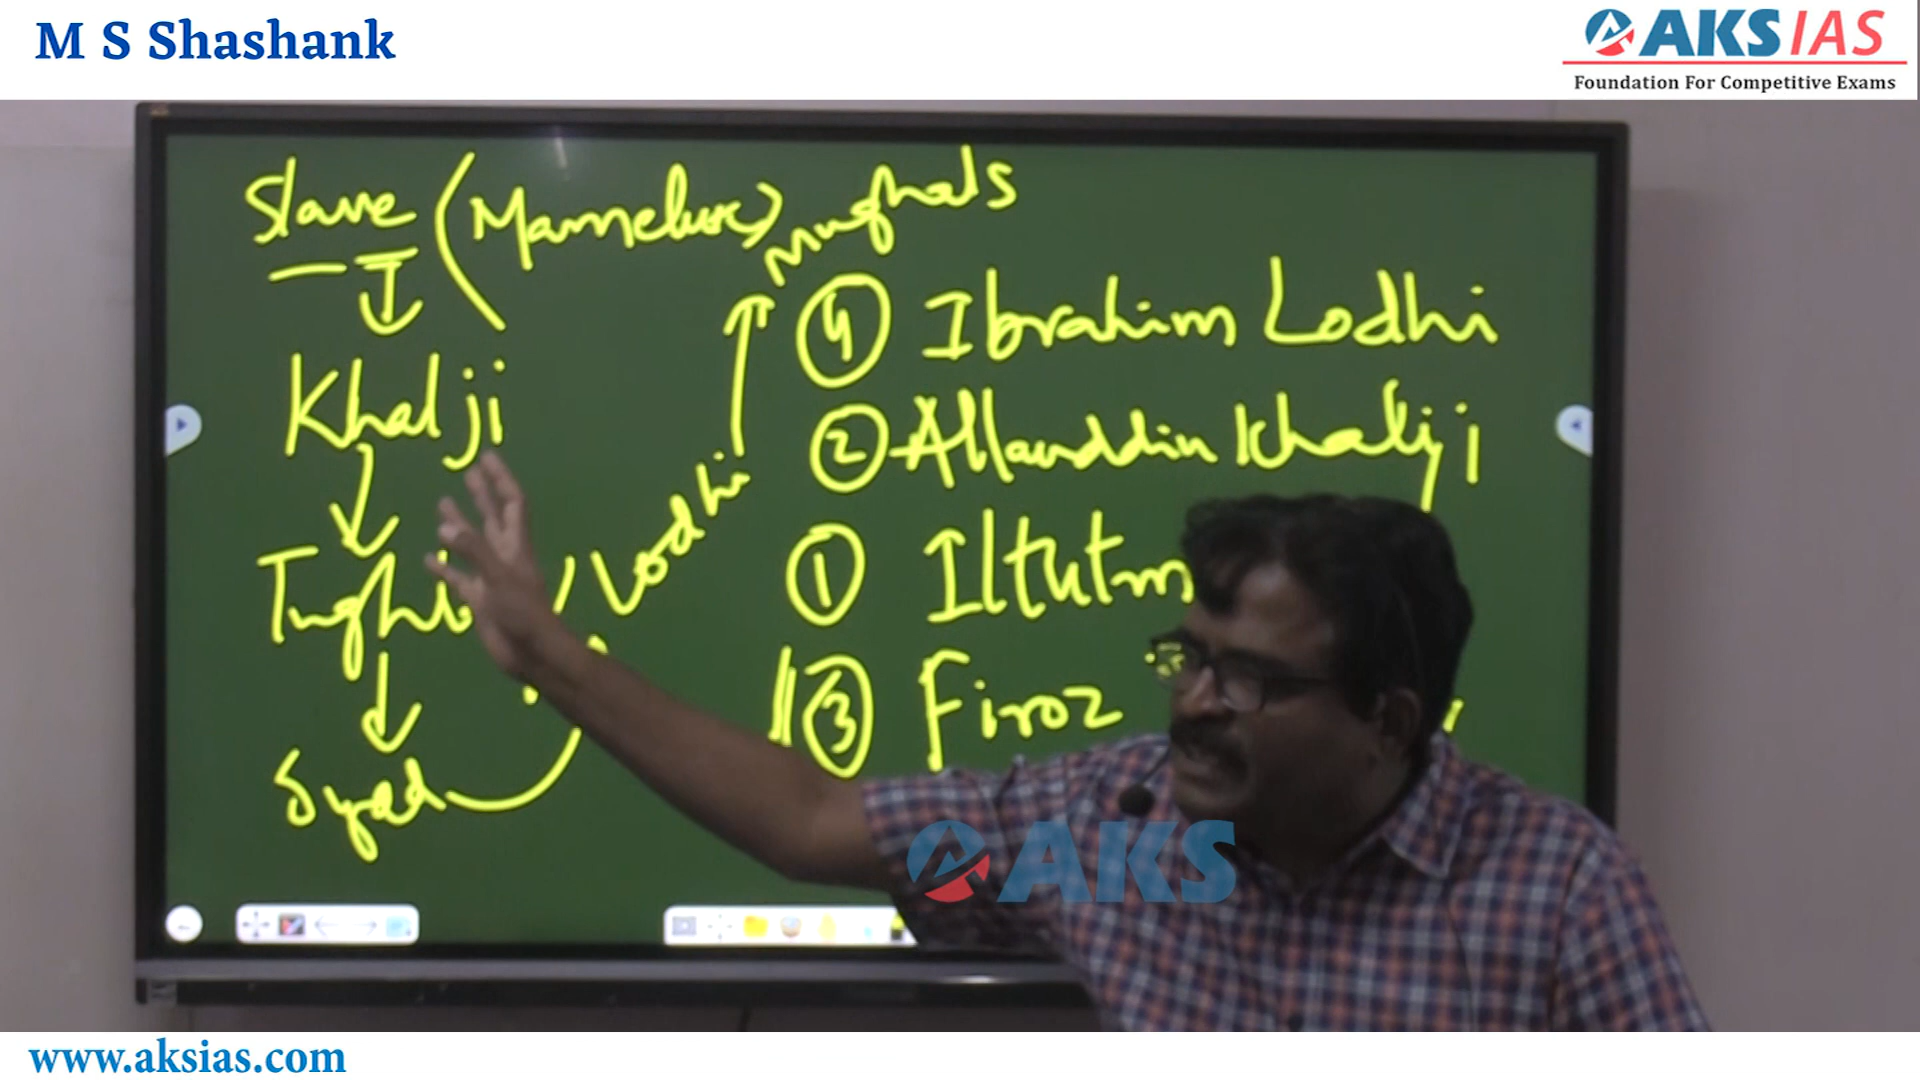 M S Shashank
AKS IAS
Foundation For Competitive Exams
Slave (Mameluk) Mughals
Khalji
Syed
Lodhi
4 Ibrahim Lodhi
2 Allauddin Khalji
1 Iltutm
3 Firoz
AKS
www.aksias.com